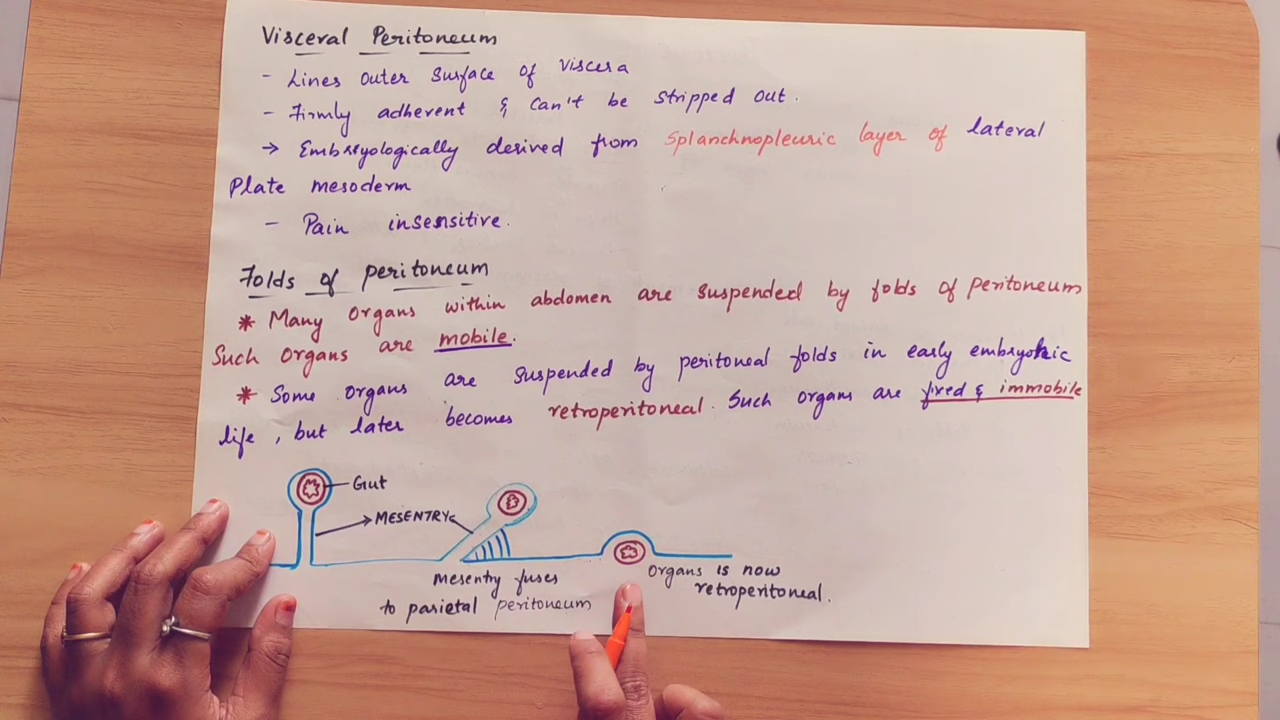 Visceral Peritoneum
- Lines outer surface of viscera
- Firmly adherent & can't be stripped out.
→ Embryologically derived from Splanchnopleuric layer of lateral
Plate mesoderm
- Pain insensitive.
Folds of peritoneum
* Many organs within abdomen are suspended by folds of peritoneum
Such organs are mobile.
* Some organs are suspended by peritoneal folds in early embryonic
life, but later becomes retroperitoneal. Such organs are fixed & immobile
Gut
MESENTRY
Mesentry fuses
to parietal peritoneum
Organs is now
retroperitoneal.